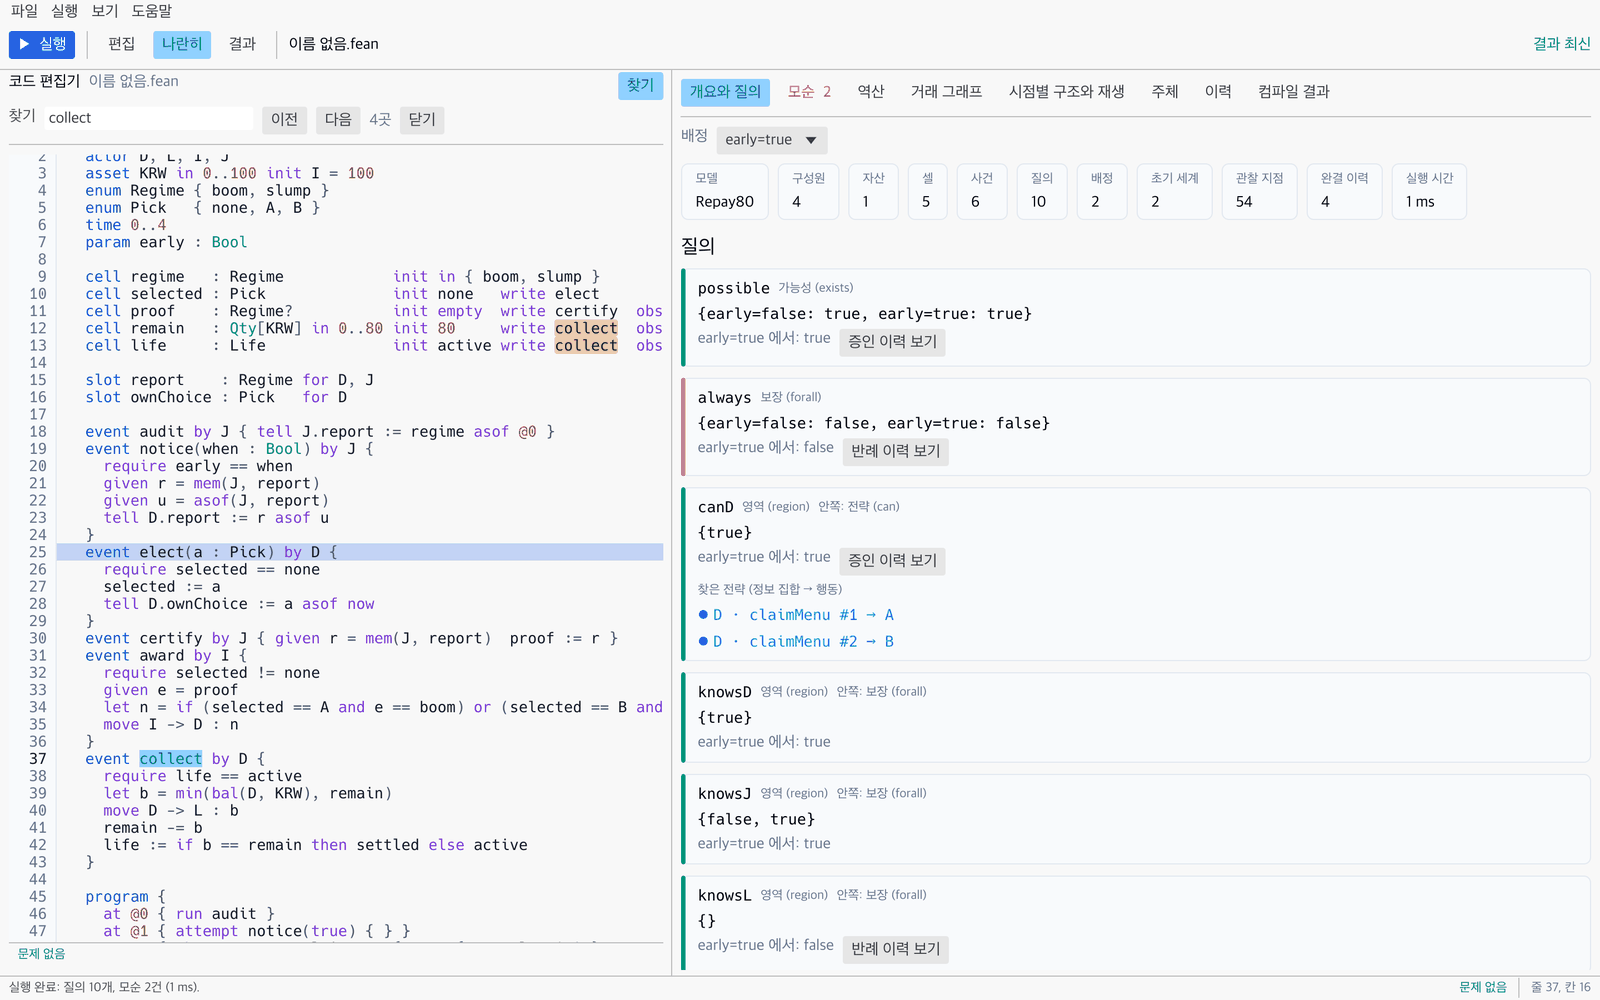 파일 실행 보기 도움말
▶ 실행 편집 나란히 결과 이름 없음.fean 결과 최신
코드 편집기 이름 없음.fean 찾기
찾기 collect 이전 다음 4곳 닫기
2 actor D, L, I, J
3 asset KRW in 0..100 init I = 100
4 enum Regime { boom, slump }
5 enum Pick { none, A, B }
6 time 0..4
7 param early : Bool
8
9 cell regime : Regime init in { boom, slump }
10 cell selected : Pick init none write elect
11 cell proof : Regime? init empty write certify obs
12 cell remain : Qty[KRW] in 0..80 init 80 write collect obs
13 cell life : Life init active write collect obs
14
15 slot report : Regime for D, J
16 slot ownChoice : Pick for D
17
18 event audit by J { tell J.report := regime asof @0 }
19 event notice(when : Bool) by J {
20 require early == when
21 given r = mem(J, report)
22 given u = asof(J, report)
23 tell D.report := r asof u
24 }
25 event elect(a : Pick) by D {
26 require selected == none
27 selected := a
28 tell D.ownChoice := a asof now
29 }
30 event certify by J { given r = mem(J, report) proof := r }
31 event award by I {
32 require selected != none
33 given e = proof
34 let n = if (selected == A and e == boom) or (selected == B and
35 move I -> D : n
36 }
37 event collect by D {
38 require life == active
39 let b = min(bal(D, KRW), remain)
40 move D -> L : b
41 remain -= b
42 life := if b == remain then settled else active
43 }
44
45 program {
46 at @0 { run audit }
47 at @1 { attempt notice(true) { } }
문제 없음
개요와 질의 모순 2 역산 거래 그래프 시점별 구조와 재생 주체 이력 컴파일 결과
배정 early=true ▼
모델 구성원 자산 셀 사건 질의 배정 초기 세계 관찰 지점 완결 이력 실행 시간
Repay80 4 1 5 6 10 2 2 54 4 1 ms
질의
possible 가능성 (exists)
{early=false: true, early=true: true}
early=true 에서: true 증인 이력 보기
always 보장 (forall)
{early=false: false, early=true: false}
early=true 에서: false 반례 이력 보기
canD 영역 (region) 안쪽: 전략 (can)
{true}
early=true 에서: true 증인 이력 보기
찾은 전략 (정보 집합 → 행동)
● D · claimMenu #1 → A
● D · claimMenu #2 → B
knowsD 영역 (region) 안쪽: 보장 (forall)
{true}
early=true 에서: true
knowsJ 영역 (region) 안쪽: 보장 (forall)
{false, true}
early=true 에서: true
knowsL 영역 (region) 안쪽: 보장 (forall)
{}
early=true 에서: false 반례 이력 보기
실행 완료: 질의 10개, 모순 2건 (1 ms). 문제 없음 줄 37, 칸 16